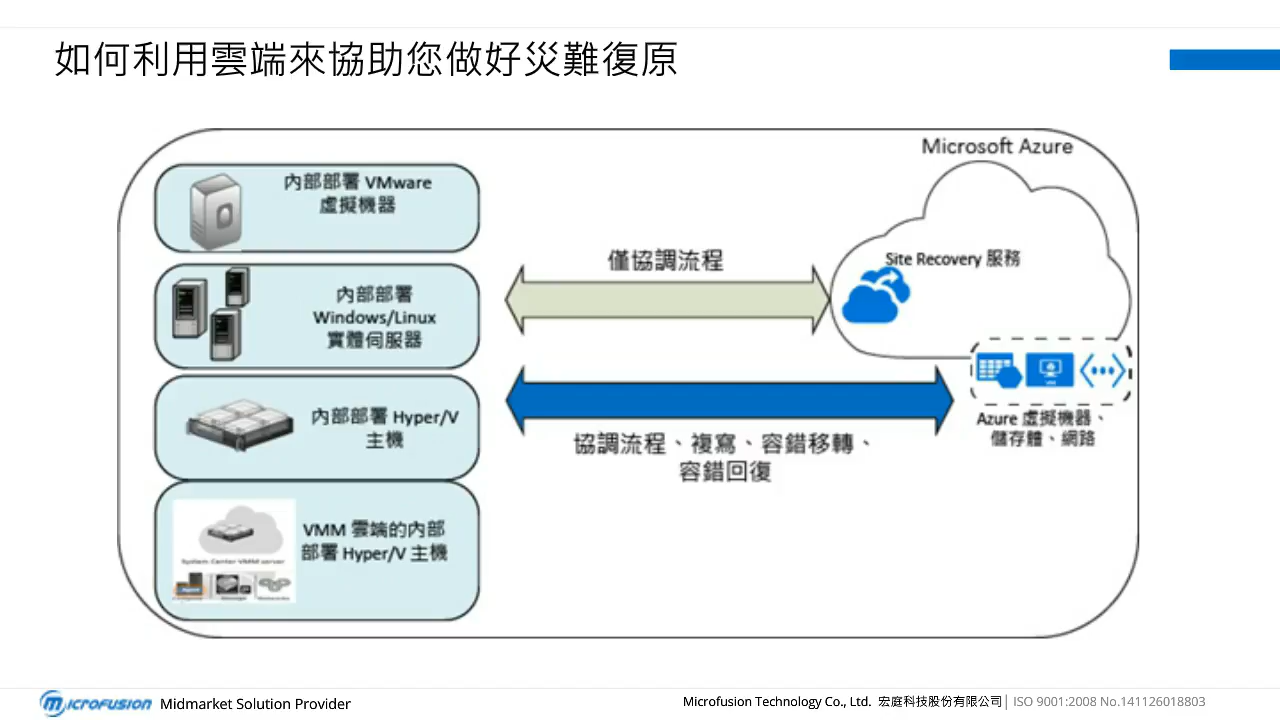 如何利用雲端來協助您做好災難復原
Microsoft Azure
內部部署 VMware
虛擬機器
Site Recovery 服務
僅協調流程
內部部署
Windows/Linux
實體伺服器
Azure 虛擬機器、
儲存體、網路
內部部署 Hyper/V
主機
協調流程、複寫、容錯移轉、
容錯回復
VMM 雲端的內部
部署 Hyper/V 主機
System Center VMM server
MICROFUSION Midmarket Solution Provider
Microfusion Technology Co., Ltd. 宏庭科技股份有限公司│ ISO 9001:2008 No.141126018803